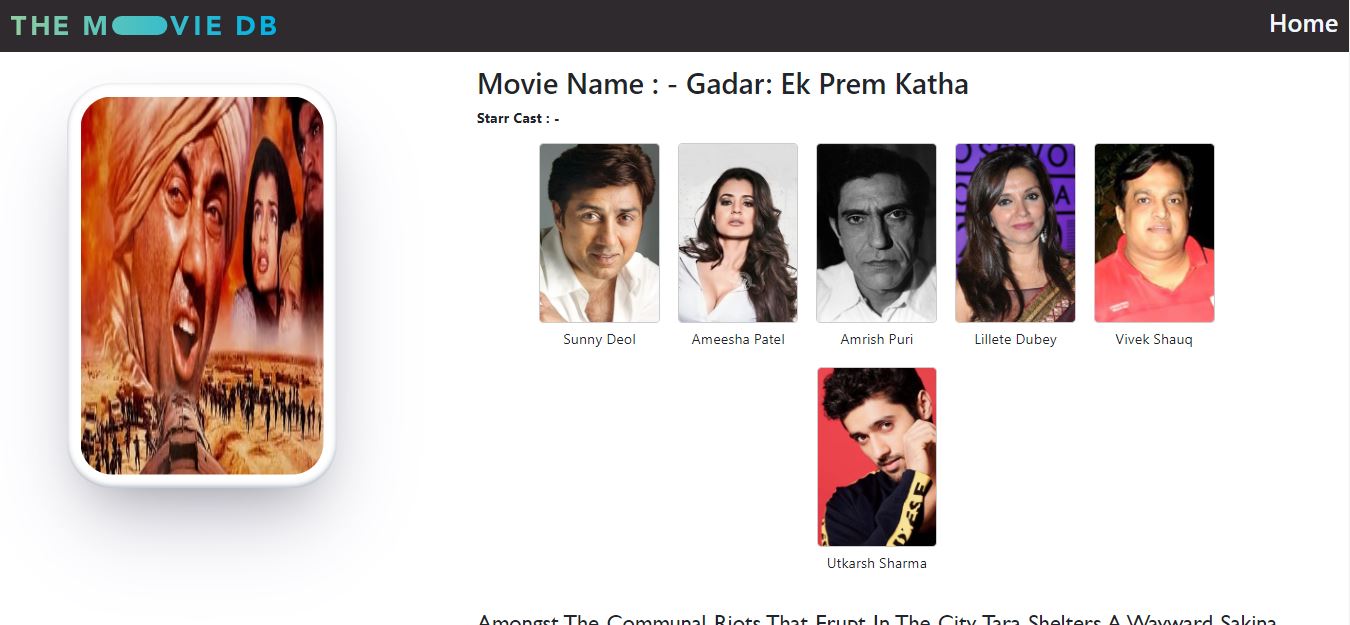 THE MOVIE DB
Home
Movie Name : - Gadar: Ek Prem Katha
Starr Cast : -
Sunny Deol
Ameesha Patel
Amrish Puri
Lillete Dubey
Vivek Shauq
Utkarsh Sharma
Amongst The Communal Riots That Erupt In The City Tara Shelters A Wayward Sakina